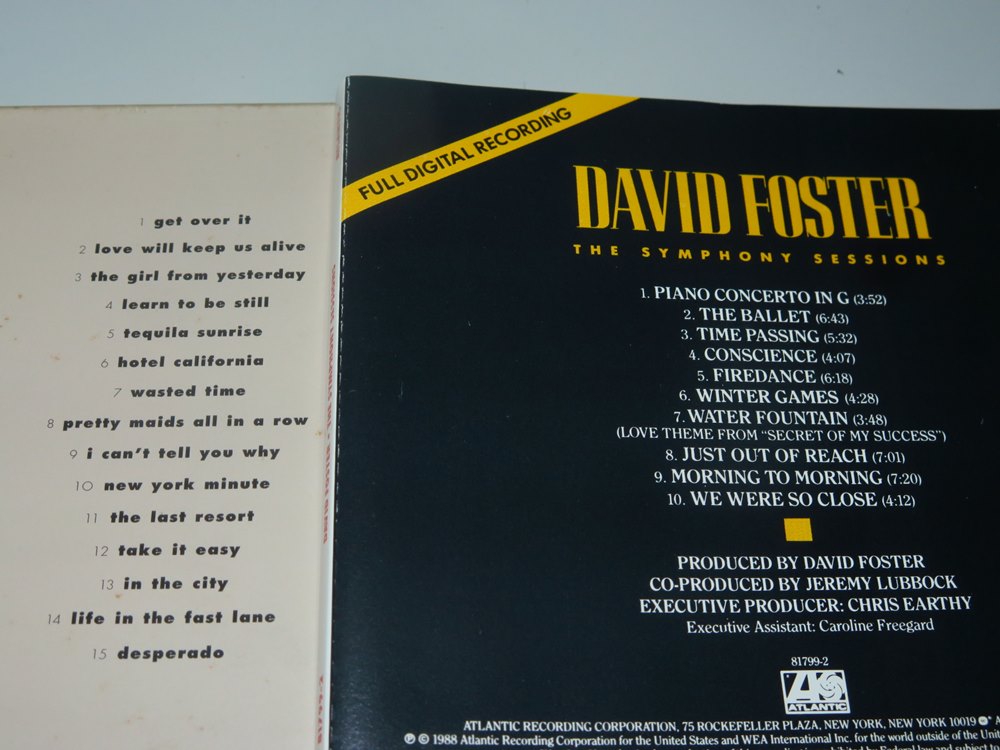 1 get over it
2 love will keep us alive
3 the girl from yesterday
4 learn to be still
5 tequila sunrise
6 hotel california
7 wasted time
8 pretty maids all in a row
9 i can't tell you why
10 new york minute
11 the last resort
12 take it easy
13 in the city
14 life in the fast lane
15 desperado
81799-2
FULL DIGITAL RECORDING
DAVID FOSTER
THE SYMPHONY SESSIONS
1. PIANO CONCERTO IN G (3:52)
2. THE BALLET (6:43)
3. TIME PASSING (5:32)
4. CONSCIENCE (4:07)
5. FIREDANCE (6:18)
6. WINTER GAMES (4:28)
7. WATER FOUNTAIN (3:48)
(LOVE THEME FROM "SECRET OF MY SUCCESS")
8. JUST OUT OF REACH (7:01)
9. MORNING TO MORNING (7:20)
10. WE WERE SO CLOSE (4:12)
PRODUCED BY DAVID FOSTER
CO-PRODUCED BY JEREMY LUBBOCK
EXECUTIVE PRODUCER: CHRIS EARTHY
Executive Assistant: Caroline Freegard
81799-2
ATLANTIC
ATLANTIC RECORDING CORPORATION, 75 ROCKEFELLER PLAZA, NEW YORK, NEW YORK 10019
℗ © 1988 Atlantic Recording Corporation for the United States and WEA International Inc. for the world outside of the